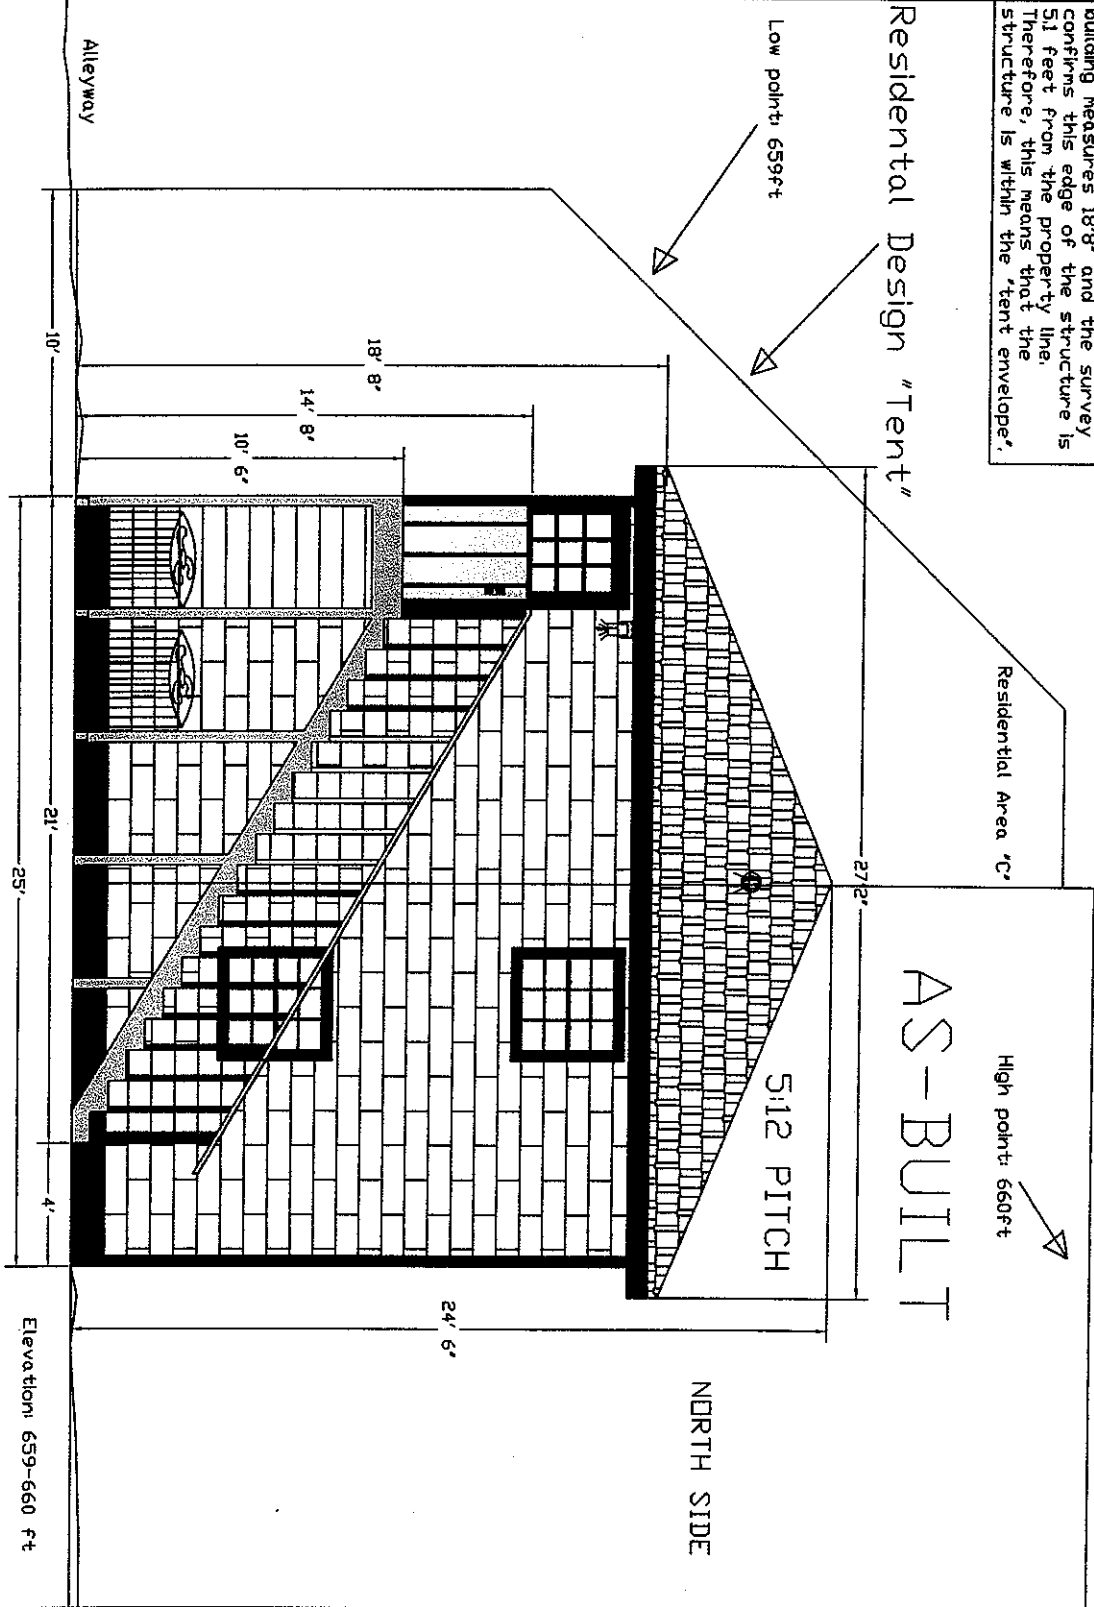 building measures 18'8" and the survey
confirms this edge of the structure is
5.1 feet from the property line.
Therefore, this means that the
structure is within the "tent envelope".
Residental Design "Tent"
Low point: 659ft
Residential Area "C"
AS-BUILT
High point: 660ft
27'2"
5:12 PITCH
NORTH SIDE
18' 8"
14' 8"
10' 6"
24' 6"
Alleyway
10'
21'
4'
25'
Elevation: 659-660 ft